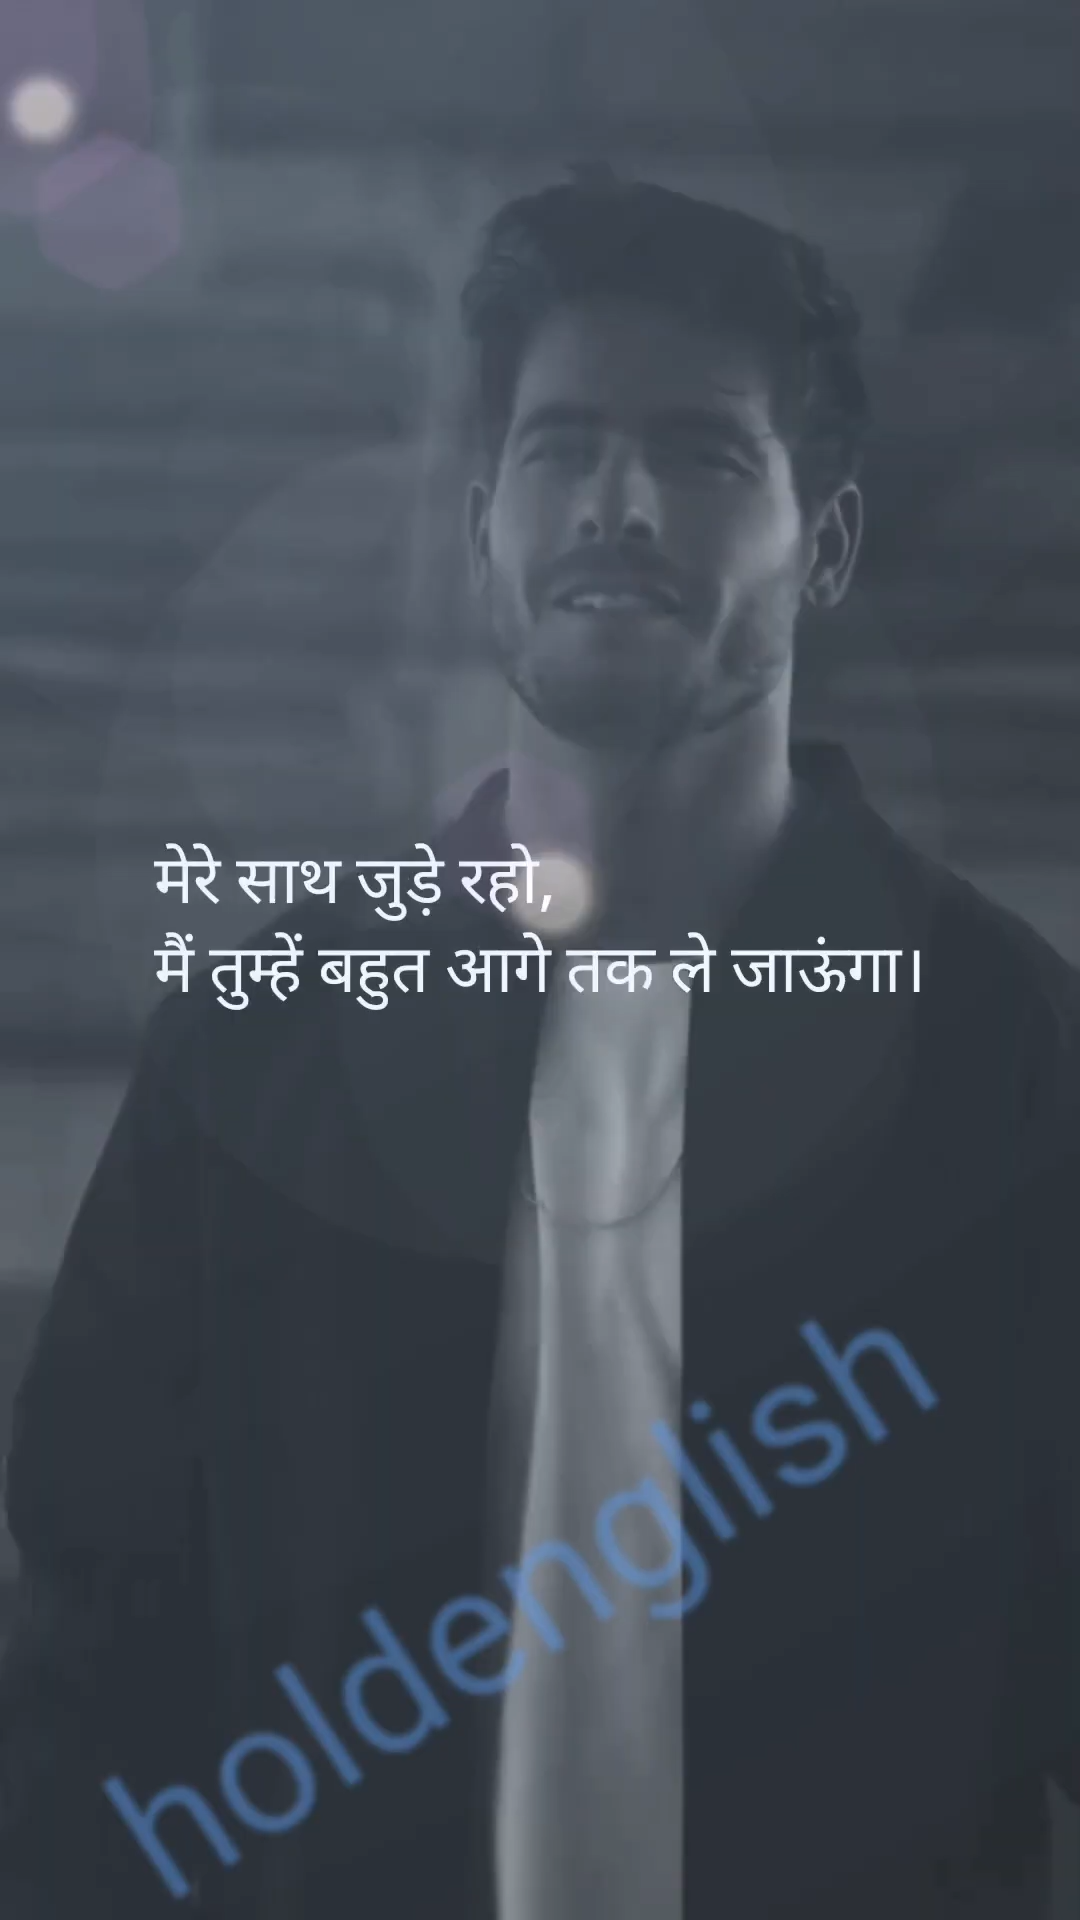 मेरे साथ जुड़े रहो,
मैं तुम्हें बहुत आगे तक ले जाऊंगा।
holdenglish